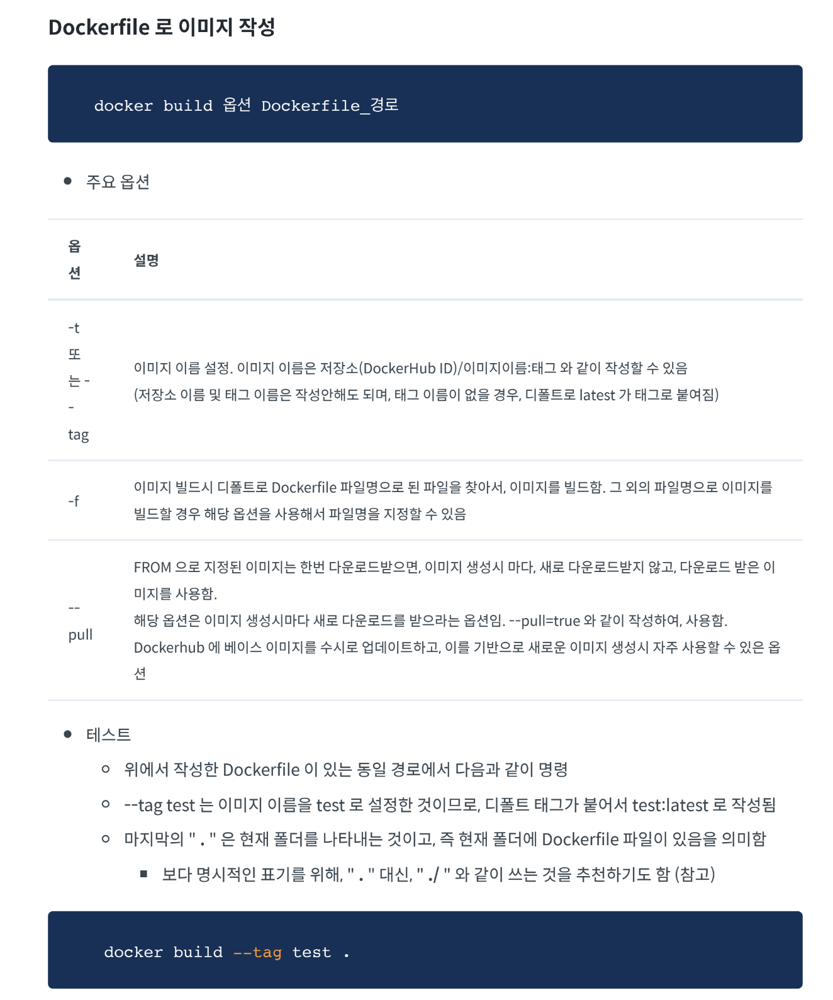 Dockerfile 로 이미지 작성
docker build 옵션 Dockerfile_경로
주요 옵션
옵
션
설명
-t
또
는 -
-
tag
이미지 이름 설정. 이미지 이름은 저장소(DockerHub ID)/이미지이름:태그 와 같이 작성할 수 있음
(저장소 이름 및 태그 이름은 작성안해도 되며, 태그 이름이 없을 경우, 디폴트로 latest 가 태그로 붙여짐)
-f
이미지 빌드시 디폴트로 Dockerfile 파일명으로 된 파일을 찾아서, 이미지를 빌드함. 그 외의 파일명으로 이미지를
빌드할 경우 해당 옵션을 사용해서 파일명을 지정할 수 있음
--
pull
FROM 으로 지정된 이미지는 한번 다운로드받으면, 이미지 생성시 마다, 새로 다운로드받지 않고, 다운로드 받은 이
미지를 사용함.
해당 옵션은 이미지 생성시마다 새로 다운로드를 받으라는 옵션임. --pull=true 와 같이 작성하여, 사용함.
Dockerhub 에 베이스 이미지를 수시로 업데이트하고, 이를 기반으로 새로운 이미지 생성시 자주 사용할 수 있은 옵
션
테스트
위에서 작성한 Dockerfile 이 있는 동일 경로에서 다음과 같이 명령
--tag test 는 이미지 이름을 test 로 설정한 것이므로, 디폴트 태그가 붙어서 test:latest 로 작성됨
마지막의 " . " 은 현재 폴더를 나타내는 것이고, 즉 현재 폴더에 Dockerfile 파일이 있음을 의미함
보다 명시적인 표기를 위해, " . " 대신, " ./ " 와 같이 쓰는 것을 추천하기도 함 (참고)
docker build --tag test .